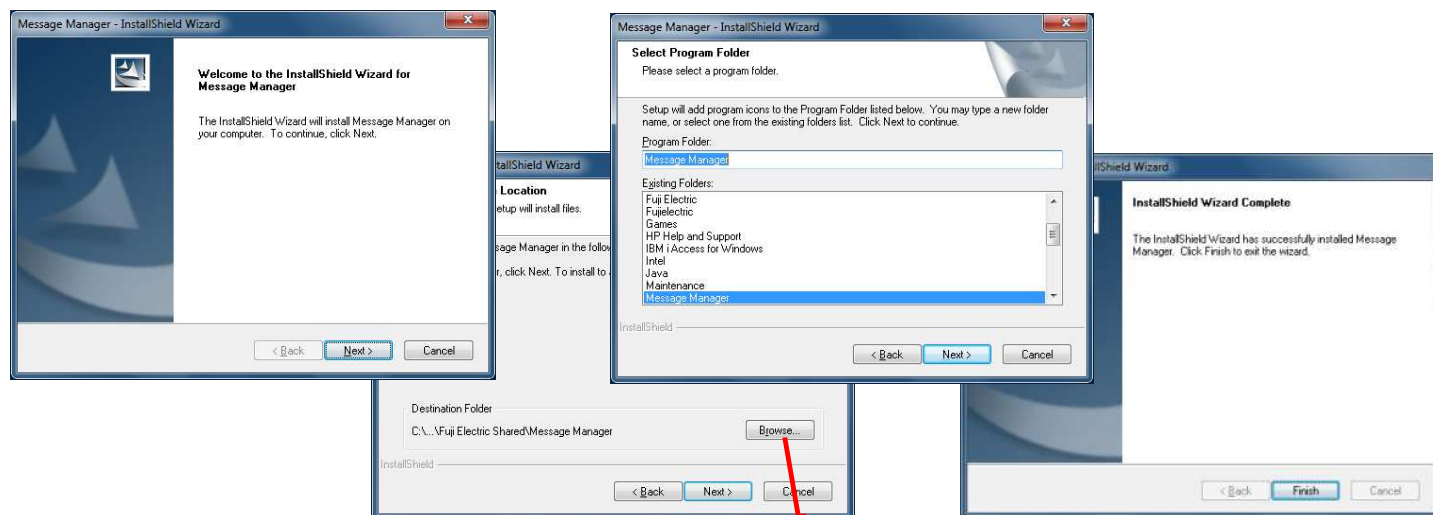 Message Manager - InstallShield Wizard
Welcome to the InstallShield Wizard for
Message Manager
The InstallShield Wizard will install Message Manager on
your computer. To continue, click Next.
< Back
Next >
Cancel
tallShield Wizard
Location
etup will install files.
sage Manager in the follow
r, click Next. To install to
Destination Folder
C:\...\Fuji Electric Shared\Message Manager
Browse...
InstallShield
< Back
Next >
Cancel
Message Manager - InstallShield Wizard
Select Program Folder
Please select a program folder.
Setup will add program icons to the Program Folder listed below. You may type a new folder
name, or select one from the existing folders list. Click Next to continue.
Program Folder:
Message Manager
Existing Folders:
Fuji Electric
Fujielectric
Games
HP Help and Support
IBM i Access for Windows
Intel
Java
Maintenance
Message Manager
InstallShield
< Back
Next >
Cancel
llShield Wizard
InstallShield Wizard Complete
The InstallShield Wizard has successfully installed Message
Manager. Click Finish to exit the wizard.
< Back
Finish
Cancel